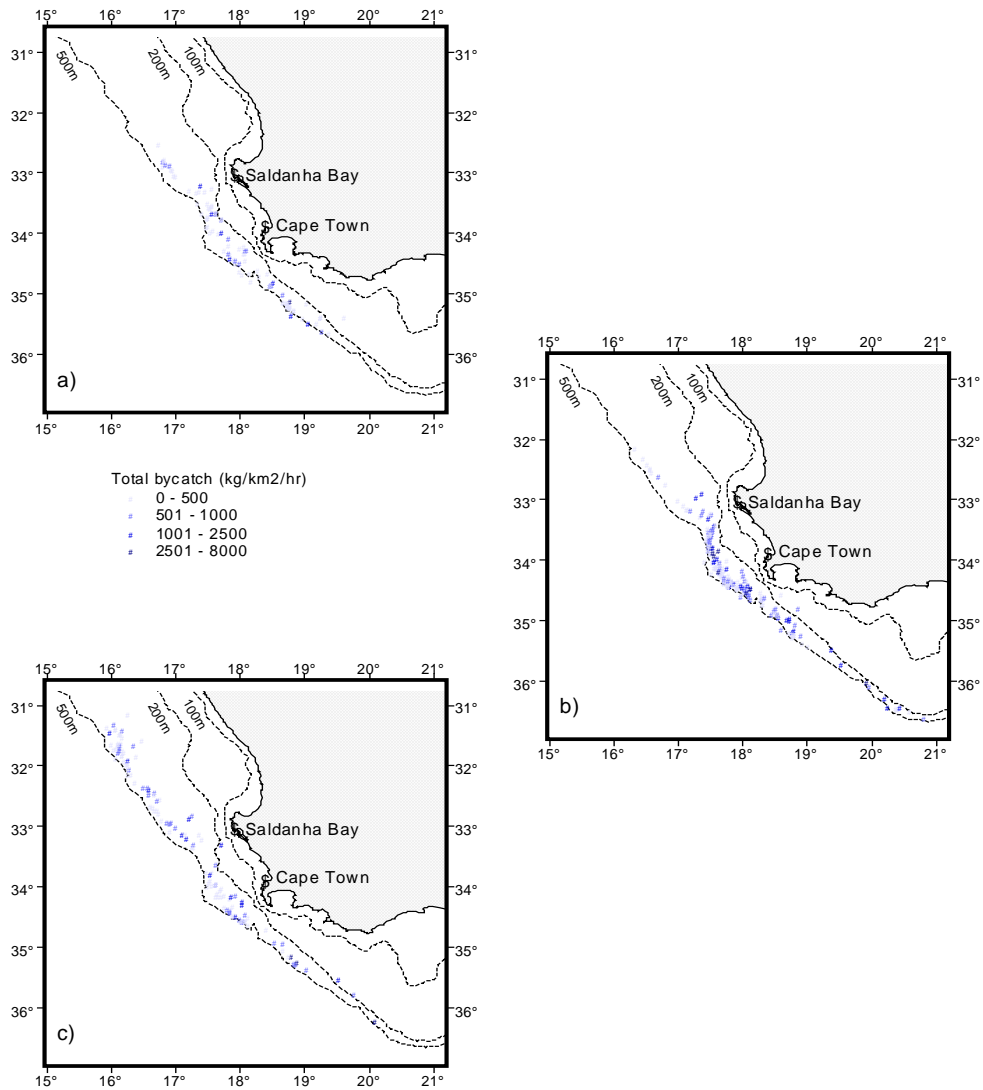 15° 16° 17° 18° 19° 20° 21°
31° 31°
32° 32°
33° 33°
34° 34°
35° 35°
36° 36°
500m 200m 100m
Saldanha Bay
Cape Town
a)
15° 16° 17° 18° 19° 20° 21°
Total bycatch (kg/km2/hr)
# 0 - 500
# 501 - 1000
# 1001 - 2500
# 2501 - 8000
15° 16° 17° 18° 19° 20° 21°
31° 31°
32° 32°
33° 33°
34° 34°
35° 35°
36° 36°
500m 200m 100m
Saldanha Bay
Cape Town
b)
15° 16° 17° 18° 19° 20° 21°
15° 16° 17° 18° 19° 20° 21°
31° 31°
32° 32°
33° 33°
34° 34°
35° 35°
36° 36°
500m 200m 100m
Saldanha Bay
Cape Town
c)
15° 16° 17° 18° 19° 20° 21°